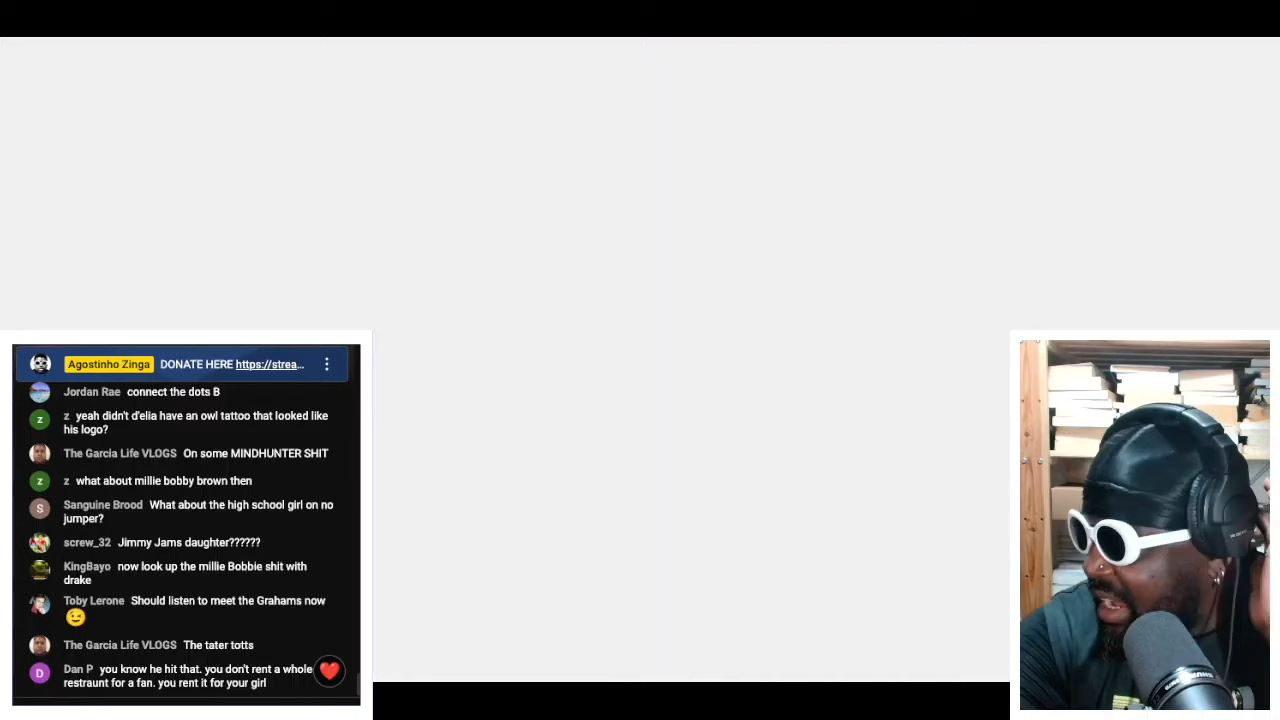 Agostinho Zinga DONATE HERE https://strea...
Jordan Rae connect the dots B
z yeah didn't d'elia have an owl tattoo that looked like
his logo?
The Garcia Life VLOGS On some MINDHUNTER SHIT
z what about millie bobby brown then
Sanguine Brood What about the high school girl on no
jumper?
screw_32 Jimmy Jams daughter??????
KingBayo now look up the millie Bobbie shit with
drake
Toby Lerone Should listen to meet the Grahams now
😉
The Garcia Life VLOGS The tater totts
Dan P you know he hit that. you don't rent a whole
restraunt for a fan. you rent it for your girl